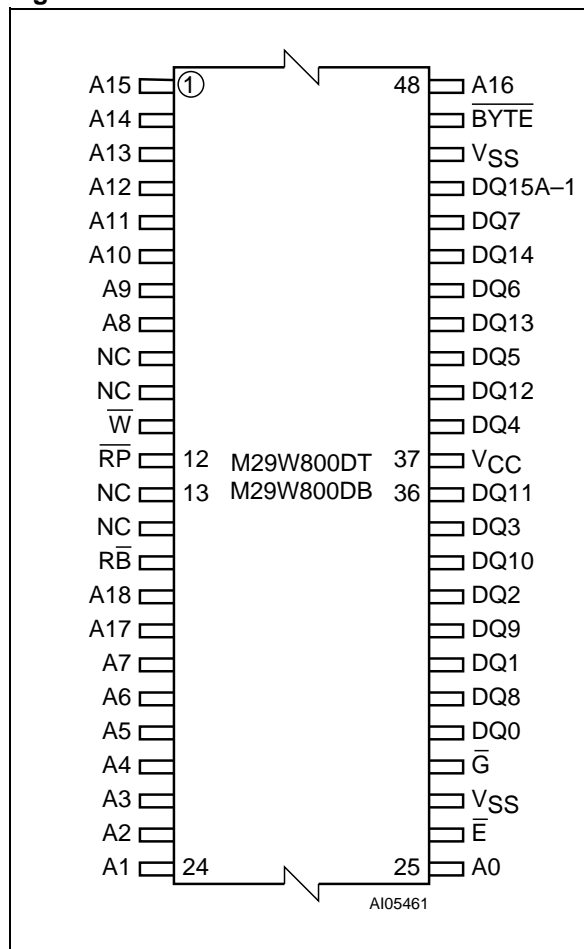 A15 ① 48 A16
A14 B̅Y̅T̅E̅
A13 VSS
A12 DQ15A–1
A11 DQ7
A10 DQ14
A9 DQ6
A8 DQ13
NC DQ5
NC DQ12
W̅ DQ4
R̅P̅ 12 M29W800DT 37 VCC
NC 13 M29W800DB 36 DQ11
NC DQ3
RB̅ DQ10
A18 DQ2
A17 DQ9
A7 DQ1
A6 DQ8
A5 DQ0
A4 G̅
A3 VSS
A2 E̅
A1 24 25 A0
AI05461